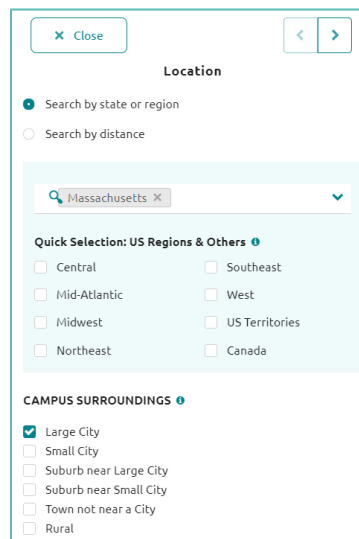 Close
Location
Search by state or region
Search by distance
Massachusetts
Quick Selection: US Regions & Others
Central Southeast
Mid-Atlantic West
Midwest US Territories
Northeast Canada
CAMPUS SURROUNDINGS
Large City
Small City
Suburb near Large City
Suburb near Small City
Town not near a City
Rural